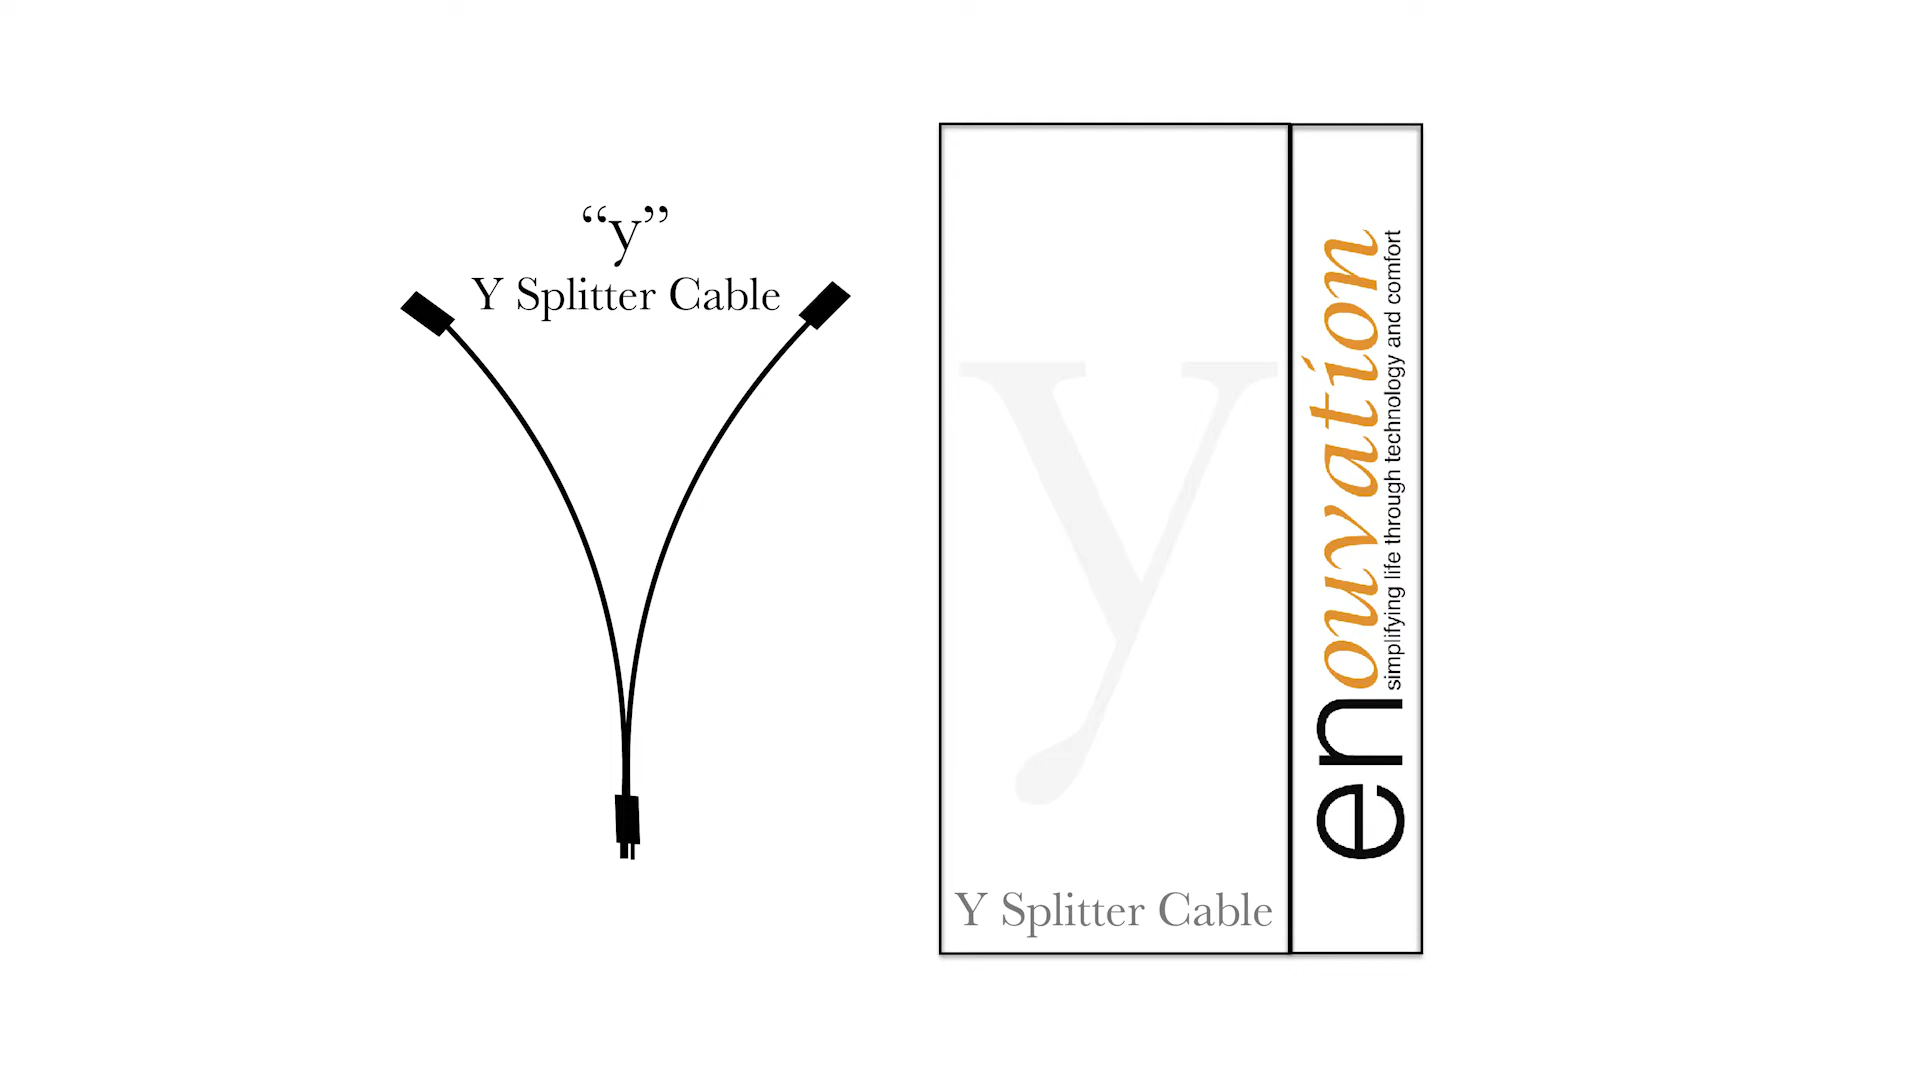 “y”
Y Splitter Cable
y
Y Splitter Cable
enouvation
simplifying life through technology and comfort